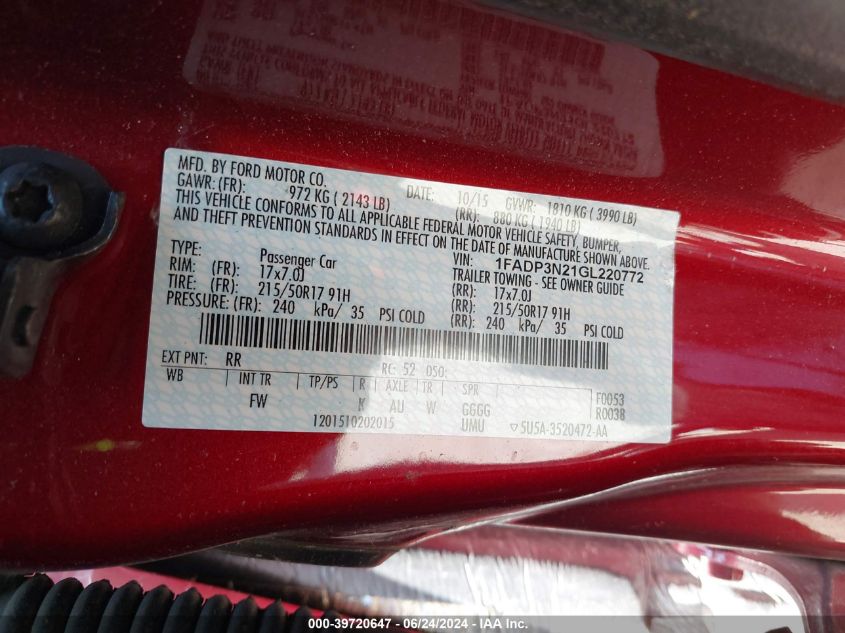 MFD. BY FORD MOTOR CO.
DATE: 10/15 GVWR: 1810 KG ( 3990 LB)
GAWR: (FR): 972 KG ( 2143 LB) (RR): 880 KG ( 1940 LB)
THIS VEHICLE CONFORMS TO ALL APPLICABLE FEDERAL MOTOR VEHICLE SAFETY, BUMPER,
AND THEFT PREVENTION STANDARDS IN EFFECT ON THE DATE OF MANUFACTURE SHOWN ABOVE.
VIN: 1FADP3N21GL220772
TYPE: Passenger Car TRAILER TOWING - SEE OWNER GUIDE
RIM: (FR): 17x7.0J (RR): 17x7.0J
TIRE: (FR): 215/50R17 91H (RR): 215/50R17 91H
PRESSURE: (FR): 240 kPa/ 35 PSI COLD (RR): 240 kPa/ 35 PSI COLD
EXT PNT: RR RC: 52 DSO:
WB INT TR TP/PS R AXLE TR SPR F0053
FW K AU W GGGG R0038
1201510202015 UMU ▽5U5A-3520472-AA
000-39720647 - 06/24/2024 - IAA Inc.